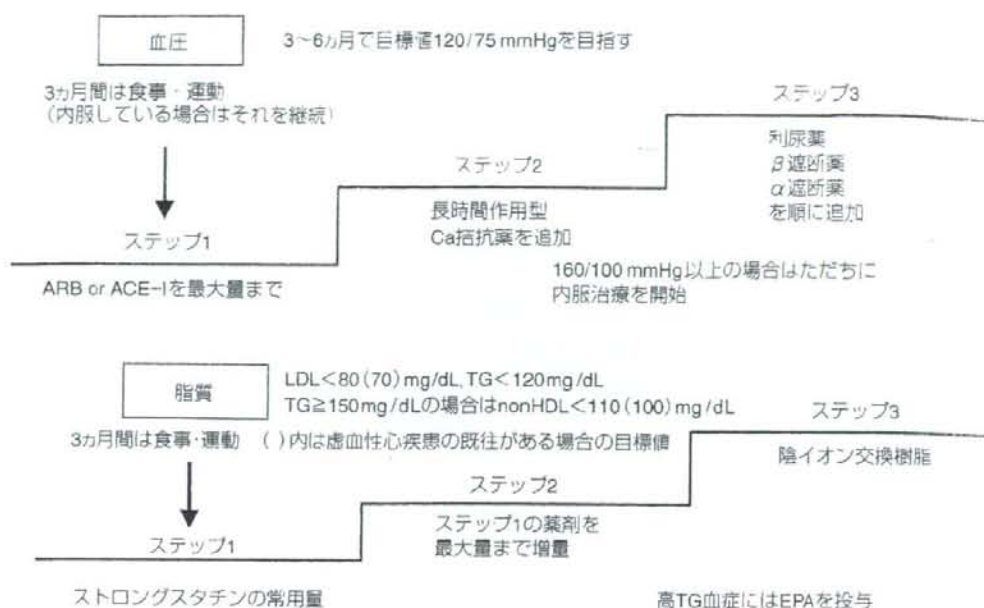 血圧
3～6ヵ月で目標値120/75 mmHgを目指す
3ヵ月間は食事・運動
(内服している場合はそれを継続)
ステップ1
ARB or ACE-Iを最大量まで
ステップ2
長時間作用型
Ca拮抗薬を追加
ステップ3
利尿薬
β遮断薬
α遮断薬
を順に追加
160/100 mmHg以上の場合はただちに
内服治療を開始
脂質
LDL<80(70)mg/dL, TG<120mg/dL
TG≧150mg/dLの場合はnonHDL<110(100)mg/dL
3ヵ月間は食事・運動 ( )内は虚血性心疾患の既往がある場合の目標値
ステップ1
ストロングスタチンの常用量
ステップ2
ステップ1の薬剤を
最大量まで増量
ステップ3
陰イオン交換樹脂
高TG血症にはEPAを投与